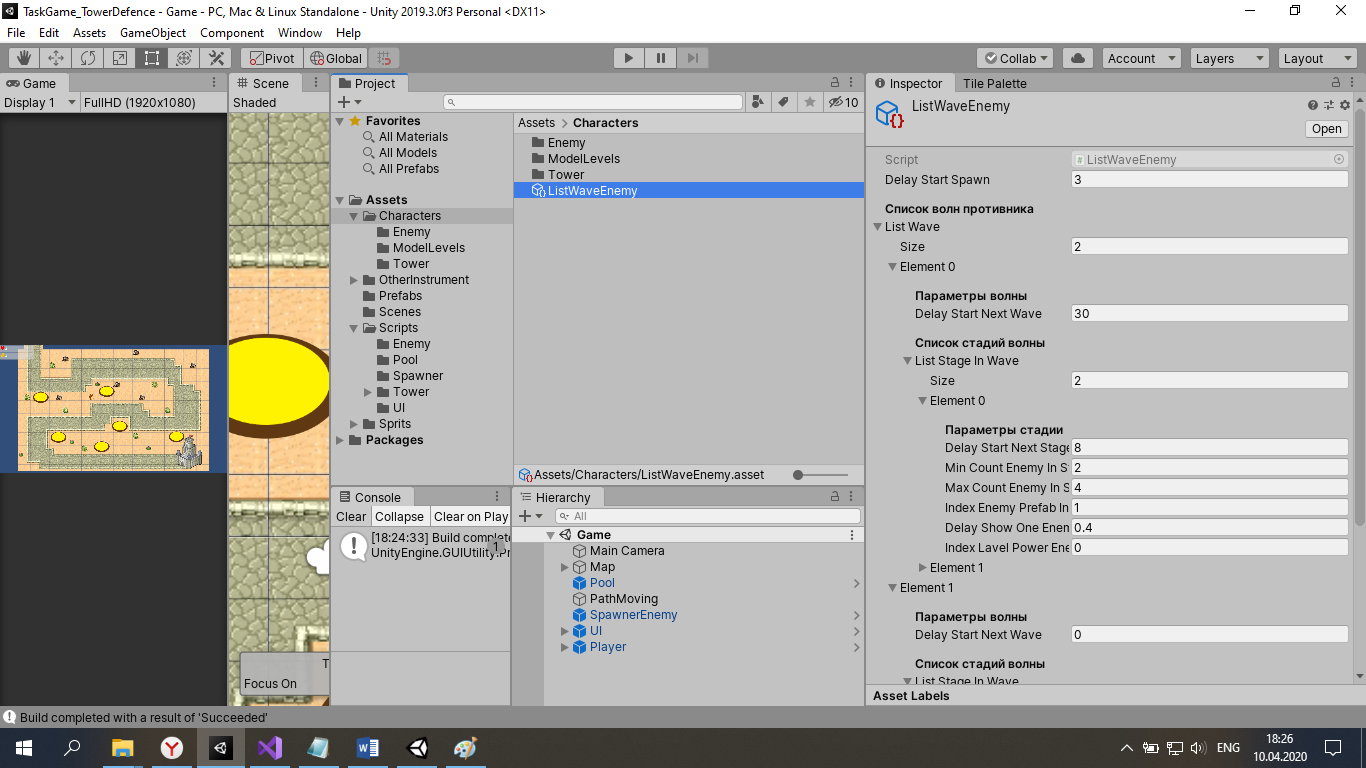 TaskGame_TowerDefence - Game - PC, Mac & Linux Standalone - Unity 2019.3.0f3 Personal <DX11>
File Edit Assets GameObject Component Window Help
Pivot Global Collab Account Layers Layout
Game
Display 1 FullHD (1920x1080)
Scene
Shaded
Focus On
Project
10
Favorites
All Materials
All Models
All Prefabs
Assets
Characters
Enemy
ModelLevels
Tower
OtherInstrument
Prefabs
Scenes
Scripts
Enemy
Pool
Spawner
Tower
UI
Sprits
Packages
Assets > Characters
Enemy
ModelLevels
Tower
ListWaveEnemy
Assets/Characters/ListWaveEnemy.asset
Console
Clear Collapse Clear on Play
[18:24:33] Build complete
UnityEngine.GUIUtility:Pr
1
Hierarchy
All
Game
Main Camera
Map
Pool
PathMoving
SpawnerEnemy
UI
Player
Inspector Tile Palette
ListWaveEnemy
Open
Script ListWaveEnemy
Delay Start Spawn 3
Список волн противника
List Wave
Size 2
Element 0
Параметры волны
Delay Start Next Wave 30
Список стадий волны
List Stage In Wave
Size 2
Element 0
Параметры стадии
Delay Start Next Stage 8
Min Count Enemy In S 2
Max Count Enemy In S 4
Index Enemy Prefab In 1
Delay Show One Enem 0.4
Index Lavel Power Ene 0
Element 1
Element 1
Параметры волны
Delay Start Next Wave 0
Список стадий волны
List Stage In Wave
Asset Labels
Build completed with a result of 'Succeeded'
ENG
18:26
10.04.2020